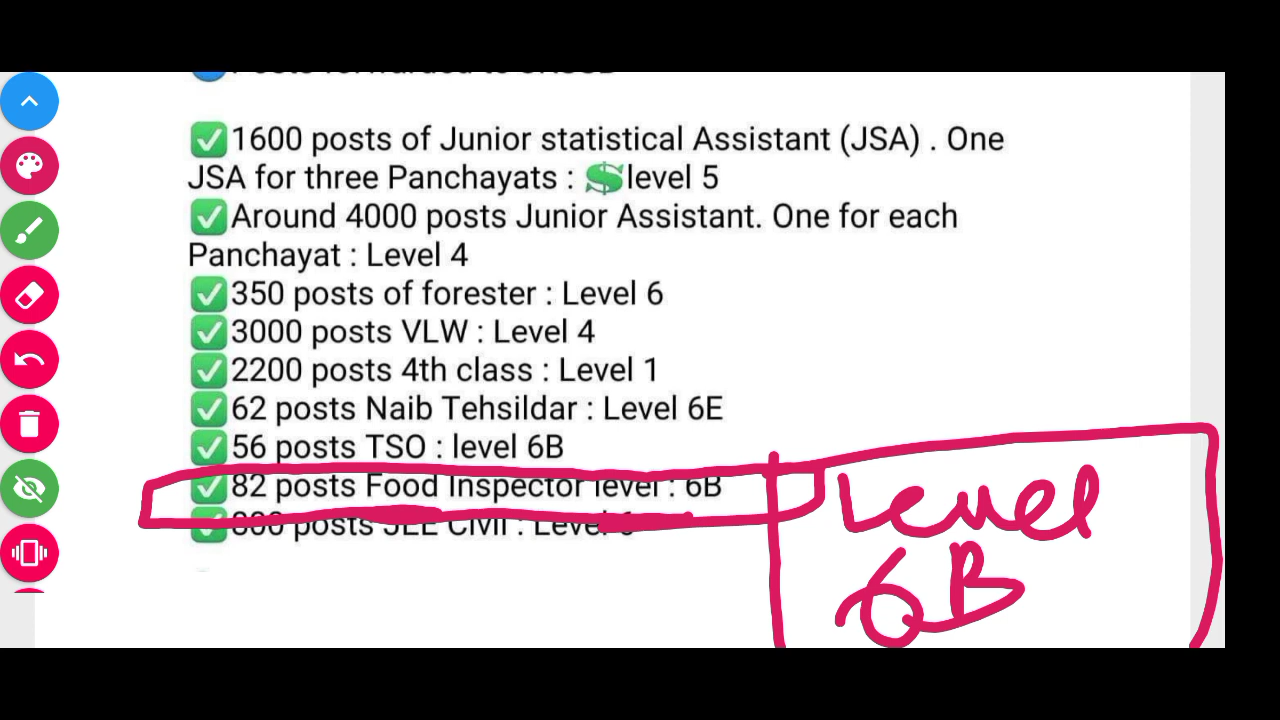 ✅1600 posts of Junior statistical Assistant (JSA) . One
JSA for three Panchayats : 💲level 5
✅Around 4000 posts Junior Assistant. One for each
Panchayat : Level 4
✅350 posts of forester : Level 6
✅3000 posts VLW : Level 4
✅2200 posts 4th class : Level 1
✅62 posts Naib Tehsildar : Level 6E
✅56 posts TSO : level 6B
✅82 posts Food Inspector level : 6B
posts JEE Civil : Level
Level
6B